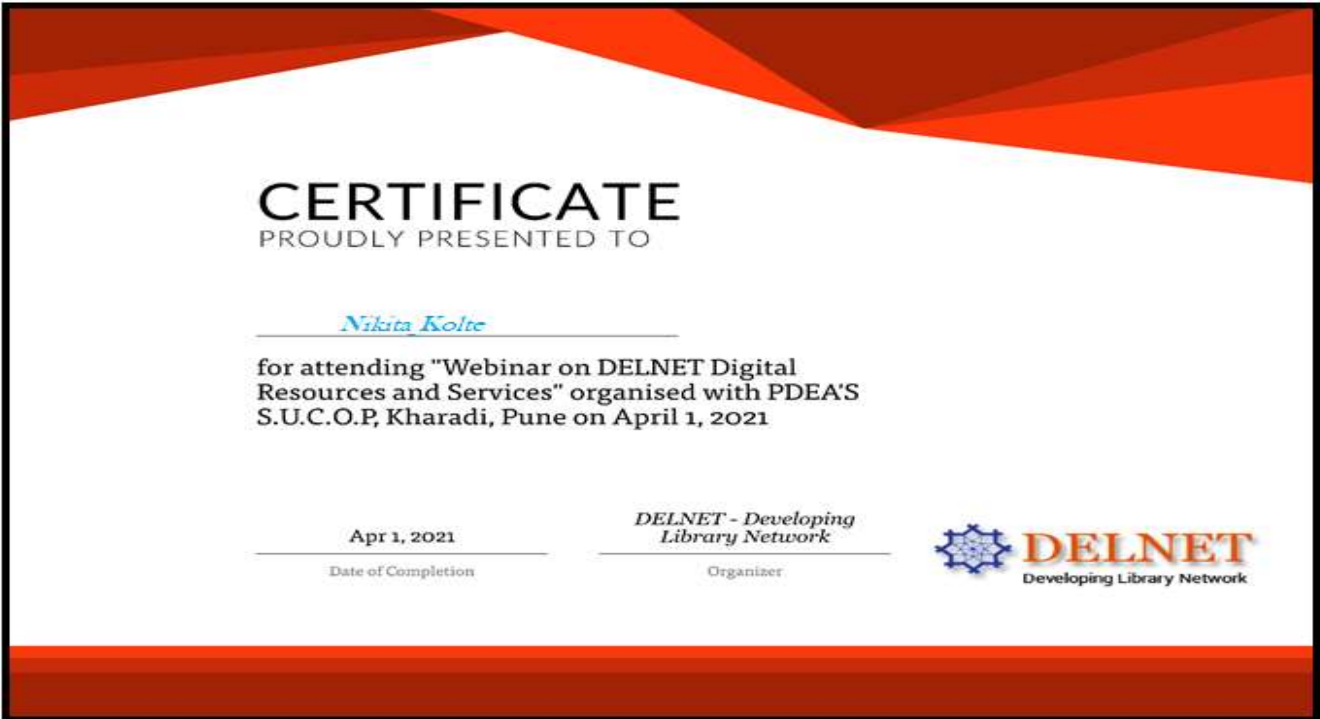 CERTIFICATE
PROUDLY PRESENTED TO
Nikita Kolte
for attending "Webinar on DELNET Digital
Resources and Services" organised with PDEA'S
S.U.C.O.P, Kharadi, Pune on April 1, 2021
Apr 1, 2021
Date of Completion
DELNET - Developing
Library Network
Organizer
DELNET
Developing Library Network